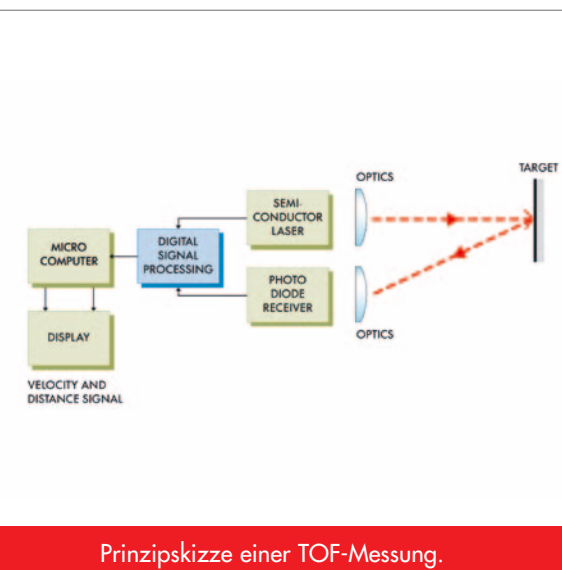 TARGET
OPTICS
SEMI-
CONDUCTOR
LASER
MICRO
COMPUTER
DIGITAL
SIGNAL
PROCESSING
PHOTO
DIODE
RECEIVER
DISPLAY
OPTICS
VELOCITY AND
DISTANCE SIGNAL
Prinzipskizze einer TOF-Messung.